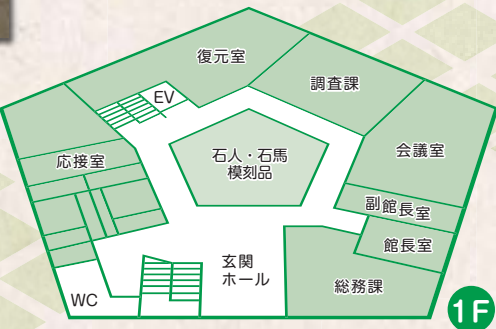 復元室
調査課
EV
会議室
応接室
石人・石馬
模刻品
副館長室
館長室
玄関
ホール
総務課
WC
1F